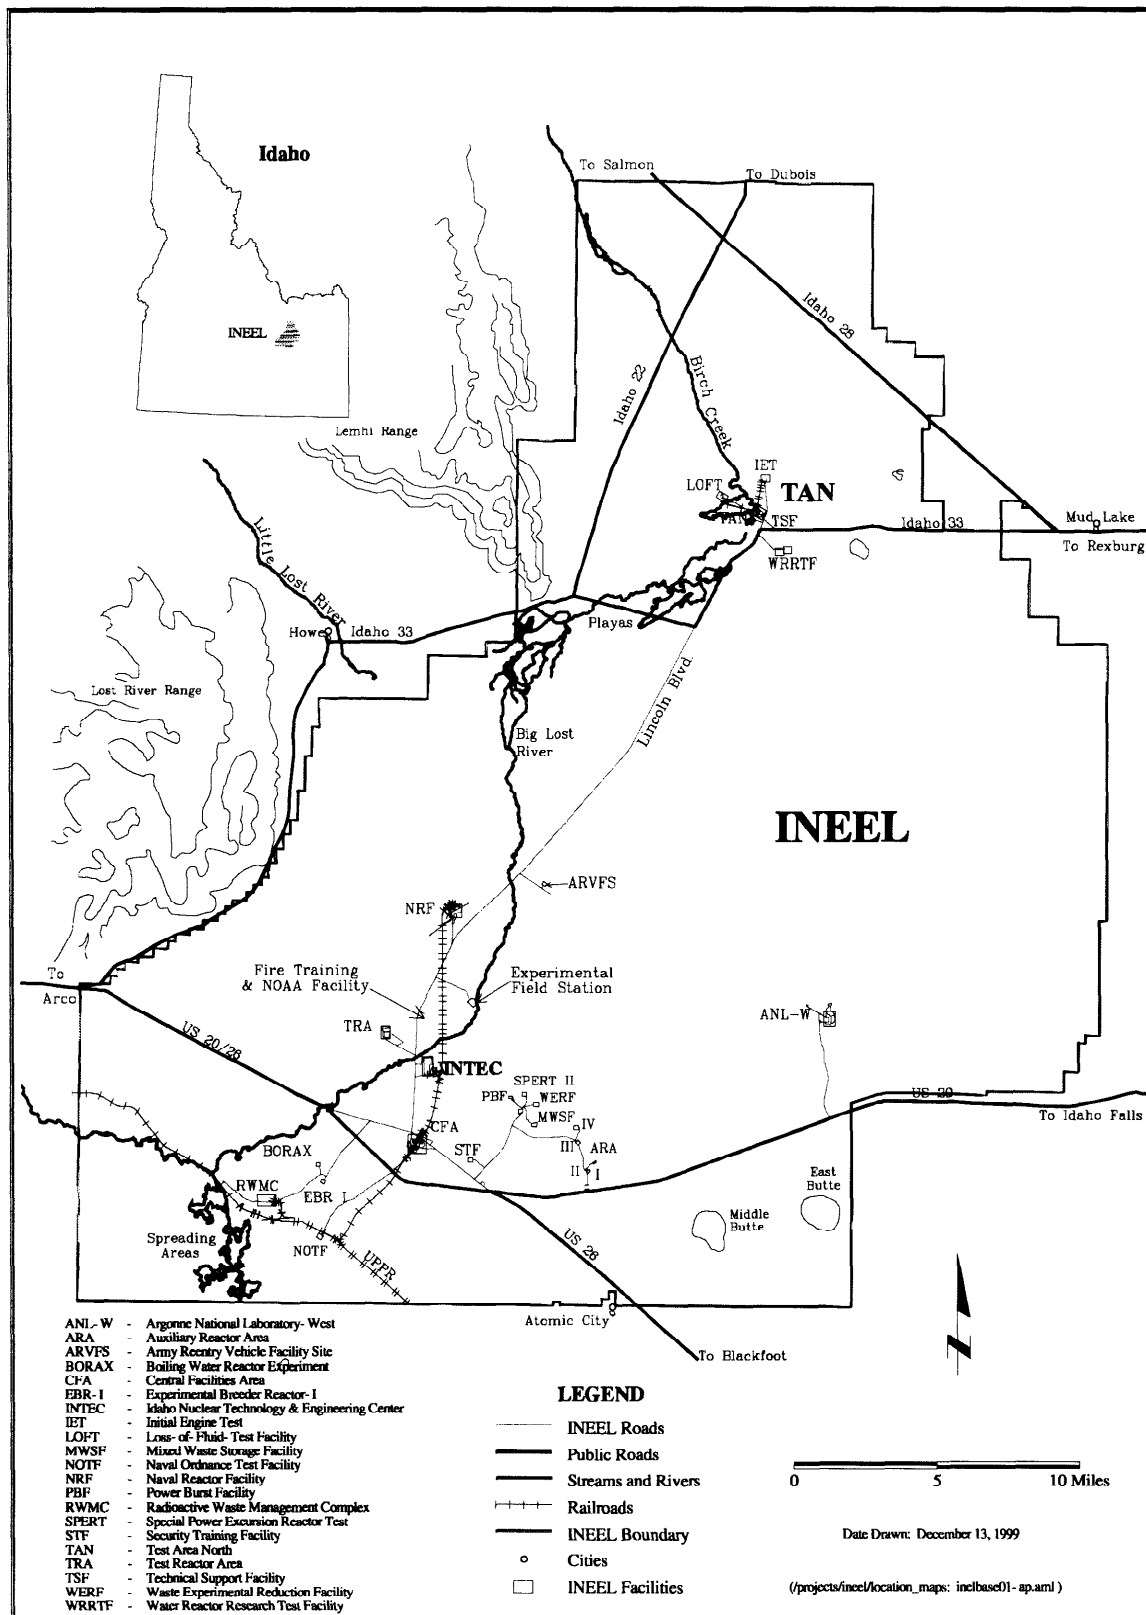 Idaho
To Salmon
To Dubois
Idaho 28
INEEL
Idaho 22
Birch Creek
Lemhi Range
IET
LOFT
TAN
TAN
TSF
Idaho 33
Mud Lake
To Rexburg
WRRTF
Little Lost River
Howe
Idaho 33
Playas
Lost River Range
Lincoln Blvd.
Big Lost
River
INEEL
ARVFS
NRF
To
Arco
Fire Training
& NOAA Facility
Experimental
Field Station
ANL-W
TRA
US 20/26
INTEC
SPERT II
PBF
WERF
MWSF
IV
US 20
To Idaho Falls
CFA
III
ARA
BORAX
STF
II
I
RWMC
EBR I
East
Butte
Middle
Butte
Spreading
Areas
NOTF
UPRR
US 26
Atomic City
To Blackfoot
ANL-W - Argonne National Laboratory-West
ARA - Auxiliary Reactor Area
ARVFS - Army Reentry Vehicle Facility Site
BORAX - Boiling Water Reactor Experiment
CFA - Central Facilities Area
EBR-I - Experimental Breeder Reactor-I
INTEC - Idaho Nuclear Technology & Engineering Center
IET - Initial Engine Test
LOFT - Loss-of-Fluid-Test Facility
MWSF - Mixed Waste Storage Facility
NOTF - Naval Ordnance Test Facility
NRF - Naval Reactor Facility
PBF - Power Burst Facility
RWMC - Radioactive Waste Management Complex
SPERT - Special Power Excursion Reactor Test
STF - Security Training Facility
TAN - Test Area North
TRA - Test Reactor Area
TSF - Technical Support Facility
WERF - Waste Experimental Reduction Facility
WRRTF - Water Reactor Research Test Facility
LEGEND
INEEL Roads
Public Roads
Streams and Rivers
Railroads
INEEL Boundary
Cities
INEEL Facilities
0 5 10 Miles
Date Drawn: December 13, 1999
(/projects/ineel/location_maps: inelbase01-ap.aml )
N